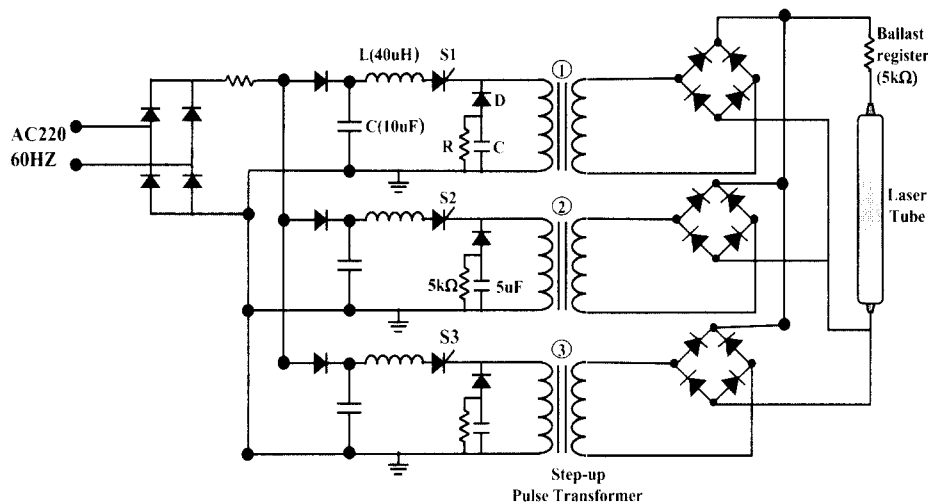 L(40uH)
S1
①
Ballast
register
(5kΩ)
AC220
60HZ
C(10uF)
D
R
C
S2
②
Laser
Tube
5kΩ
5uF
S3
③
Step-up
Pulse Transformer